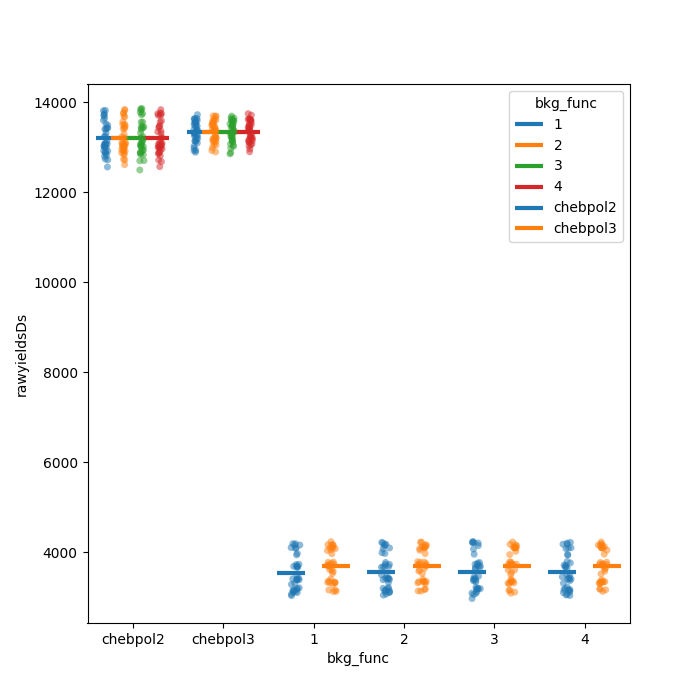 14000
12000
10000
8000
6000
4000
rawyieldsDs
bkg_func
1
2
3
4
chebpol2
chebpol3
chebpol2 chebpol3 1 2 3 4
bkg_func